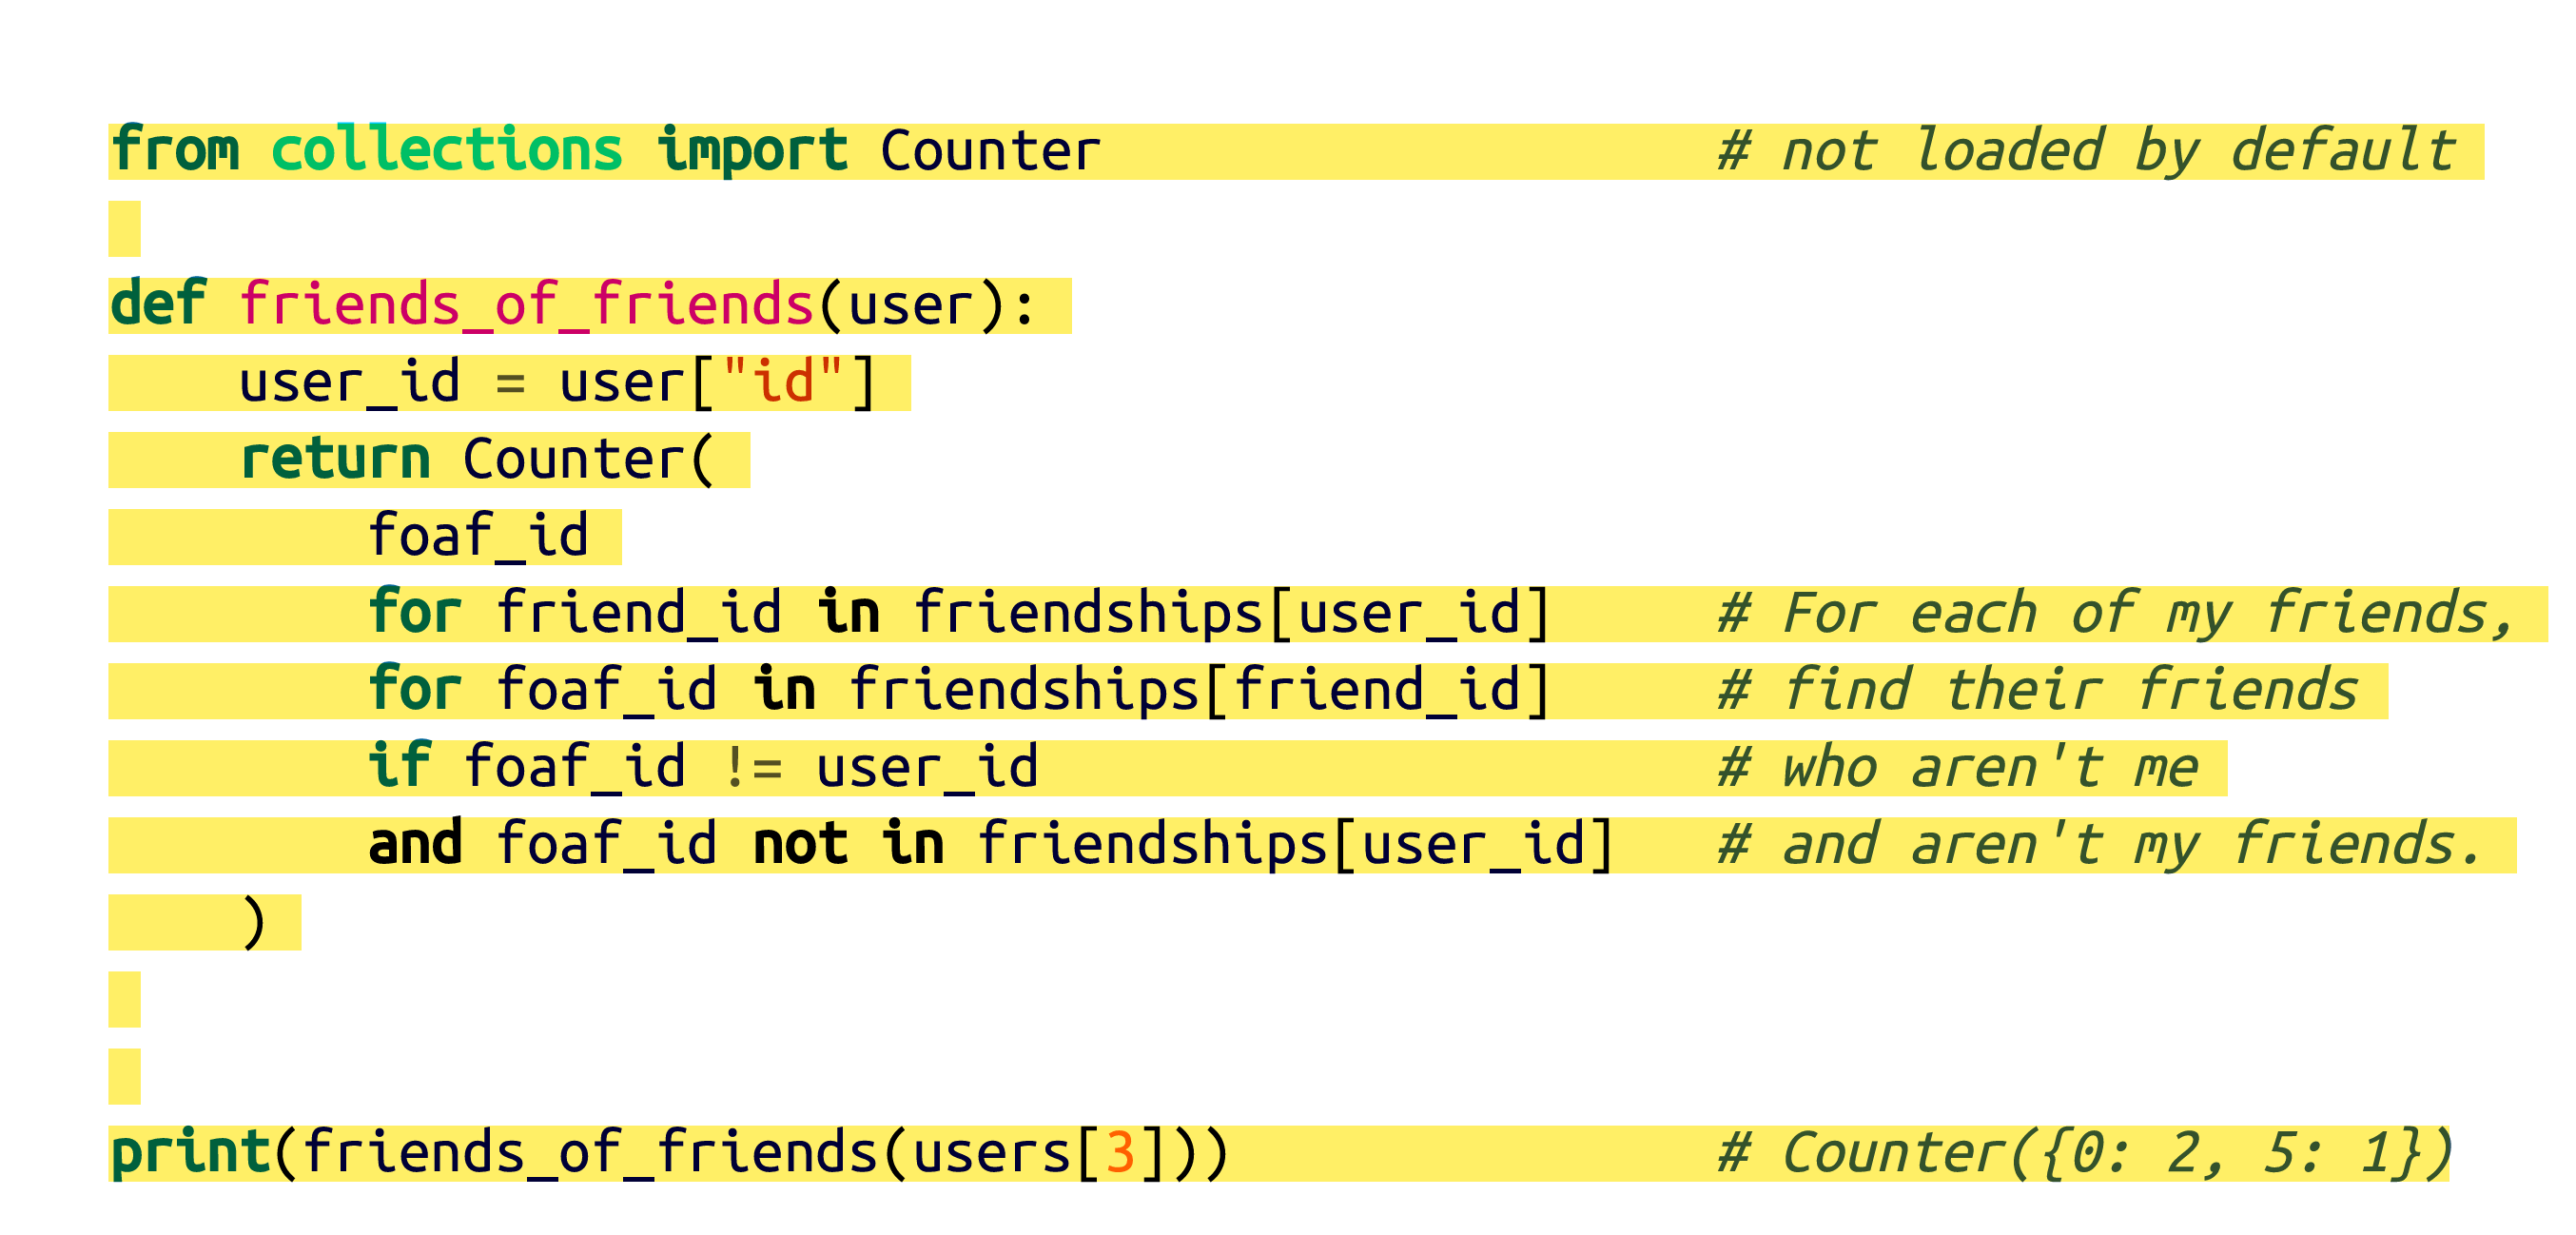 from collections import Counter                   # not loaded by default
def friends_of_friends(user):
    user_id = user["id"]
    return Counter(
        foaf_id
        for friend_id in friendships[user_id]     # For each of my friends,
        for foaf_id in friendships[friend_id]     # find their friends
        if foaf_id != user_id                     # who aren't me
        and foaf_id not in friendships[user_id]   # and aren't my friends.
    )
print(friends_of_friends(users[3]))               # Counter({0: 2, 5: 1})